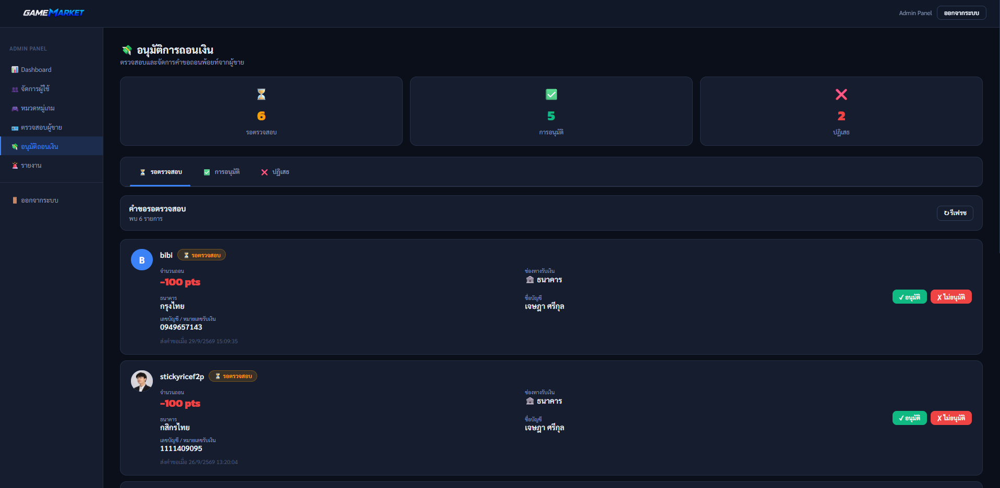 GAMEMARKET
Admin Panel
ออกจากระบบ
ADMIN PANEL
Dashboard
จัดการผู้ใช้
หมวดหมู่เกม
ตรวจสอบผู้ขาย
อนุมัติถอนเงิน
รายงาน
ออกจากระบบ
อนุมัติการถอนเงิน
ตรวจสอบและจัดการคำขอถอนพ้อยท์จากผู้ขาย
6
รอตรวจสอบ
5
การอนุมัติ
2
ปฏิเสธ
รอตรวจสอบ
การอนุมัติ
ปฏิเสธ
คำขอรอตรวจสอบ
พบ 6 รายการ
↻ รีเฟรช
B
bibi
รอตรวจสอบ
จำนวนถอน
-100 pts
ช่องทางรับเงิน
ธนาคาร
ธนาคาร
กรุงไทย
ชื่อบัญชี
เจษฎา ศรีกุล
เลขบัญชี / หมายเลขรับเงิน
0949657143
ส่งคำขอเมื่อ 29/9/2569 15:09:35
✓ อนุมัติ
✗ ไม่อนุมัติ
stickyricef2p
รอตรวจสอบ
จำนวนถอน
-100 pts
ช่องทางรับเงิน
ธนาคาร
ธนาคาร
กสิกรไทย
ชื่อบัญชี
เจษฎา ศรีกุล
เลขบัญชี / หมายเลขรับเงิน
1111409095
ส่งคำขอเมื่อ 26/9/2569 13:20:04
✓ อนุมัติ
✗ ไม่อนุมัติ